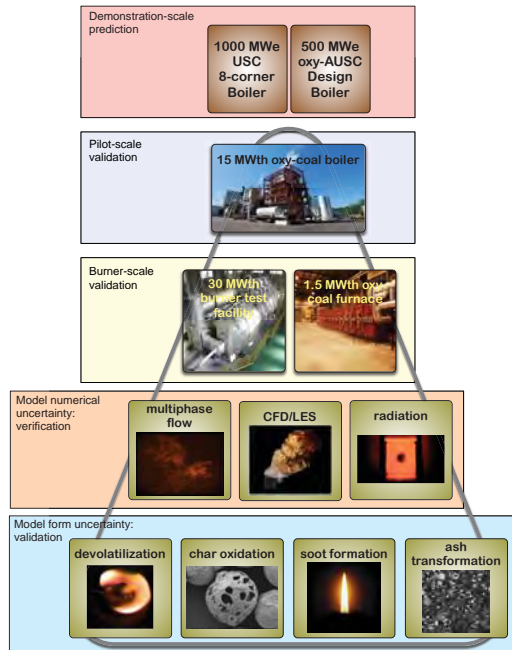 Demonstration-scale
prediction
1000 MWe
USC
8-corner
Boiler
500 MWe
oxy-AUSC
Design
Boiler
Pilot-scale
validation
15 MWth oxy-coal boiler
Burner-scale
validation
30 MWth
burner test
facility
1.5 MWth oxy-
coal furnace
Model numerical
uncertainty:
verification
multiphase
flow
CFD/LES
radiation
Model form uncertainty:
validation
devolatilization
char oxidation
soot formation
ash
transformation